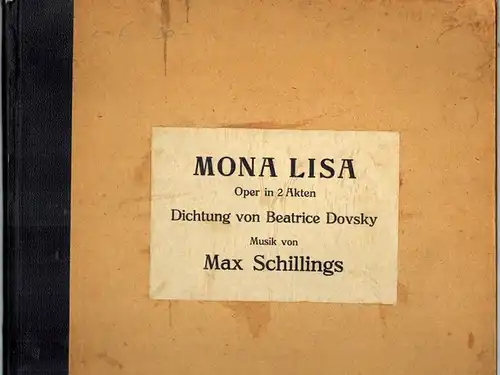 MONA LISA
Oper in 2 Akten
Dichtung von Beatrice Dovsky
Musik von
Max Schillings